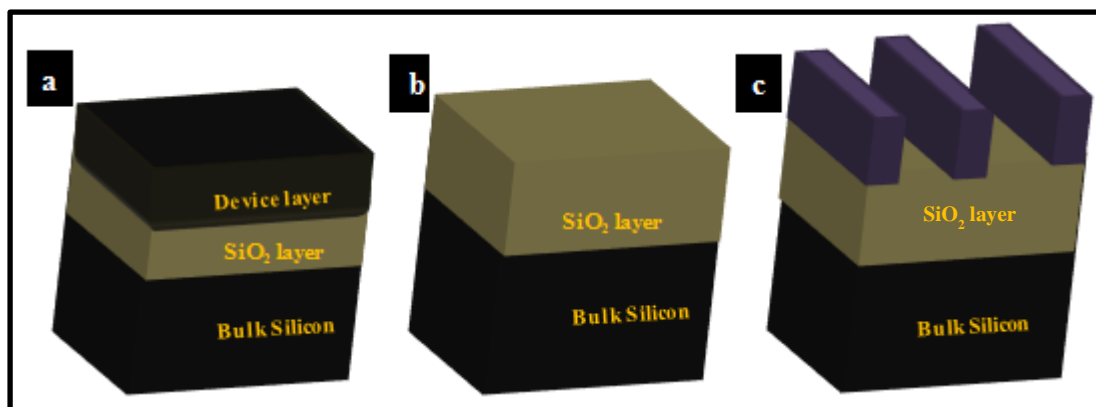 a
Device layer
SiO₂ layer
Bulk Silicon
b
SiO₂ layer
Bulk Silicon
c
SiO₂ layer
Bulk Silicon